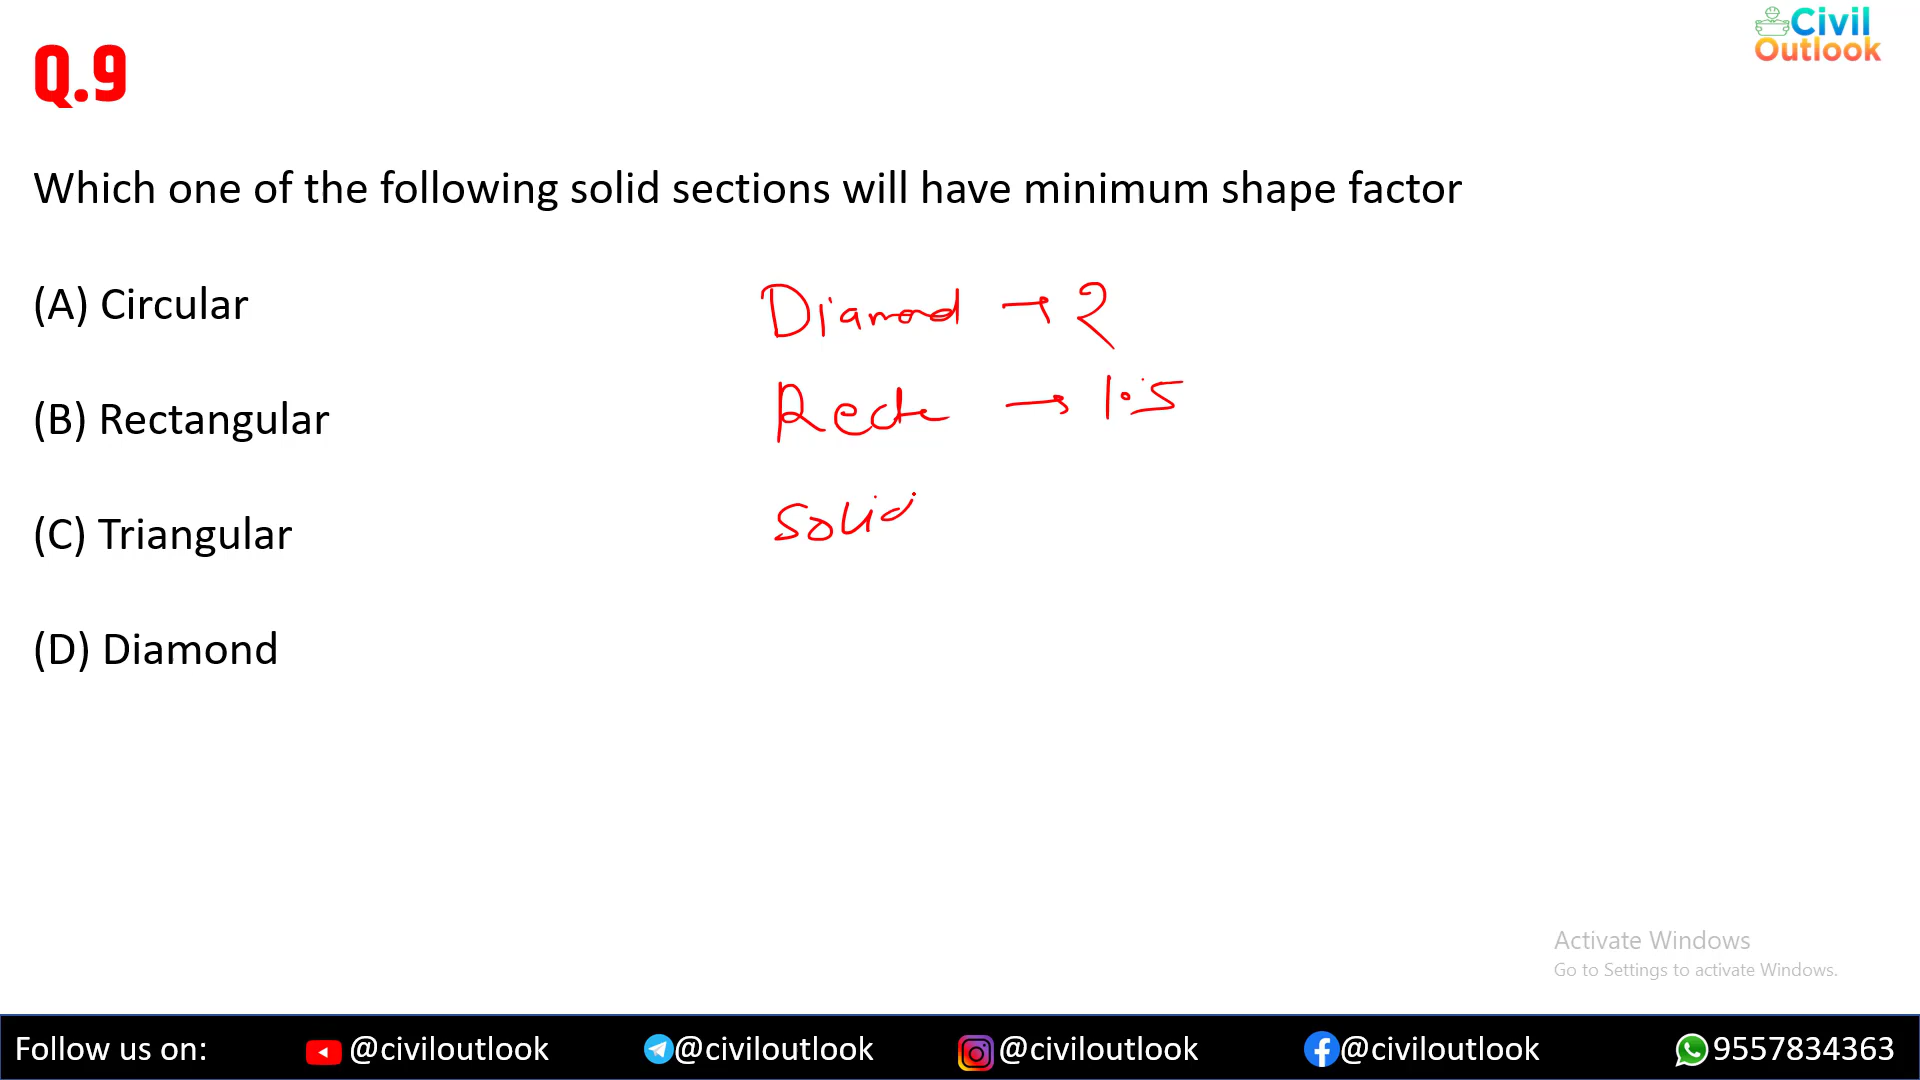 Civil
Outlook
Q.9
Which one of the following solid sections will have minimum shape factor
(A) Circular
Diamond → 2
(B) Rectangular
Rect → 1.5
(C) Triangular
Solid
(D) Diamond
Activate Windows
Go to Settings to activate Windows.
Follow us on: @civiloutlook @civiloutlook @civiloutlook @civiloutlook 9557834363